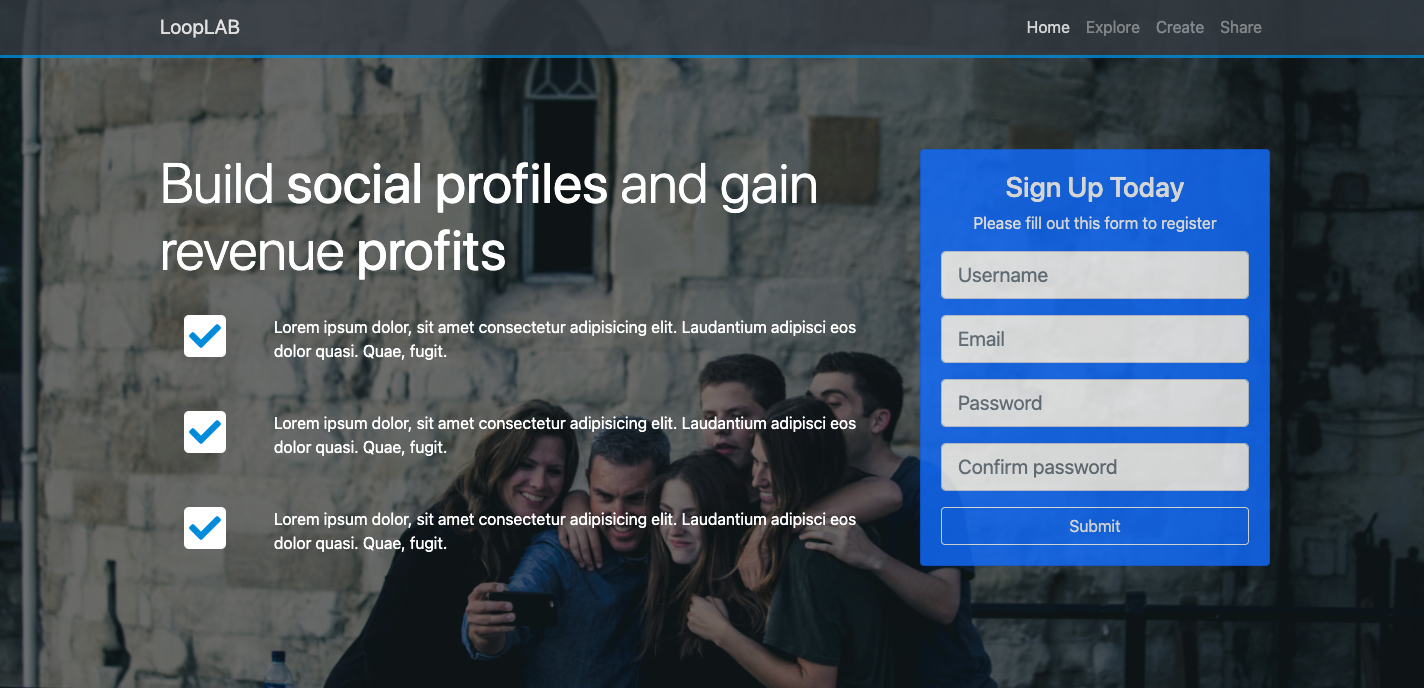 LoopLAB
Home Explore Create Share
Build social profiles and gain
revenue profits
Lorem ipsum dolor, sit amet consectetur adipisicing elit. Laudantium adipisci eos
dolor quasi. Quae, fugit.
Lorem ipsum dolor, sit amet consectetur adipisicing elit. Laudantium adipisci eos
dolor quasi. Quae, fugit.
Lorem ipsum dolor, sit amet consectetur adipisicing elit. Laudantium adipisci eos
dolor quasi. Quae, fugit.
Sign Up Today
Please fill out this form to register
Username
Email
Password
Confirm password
Submit